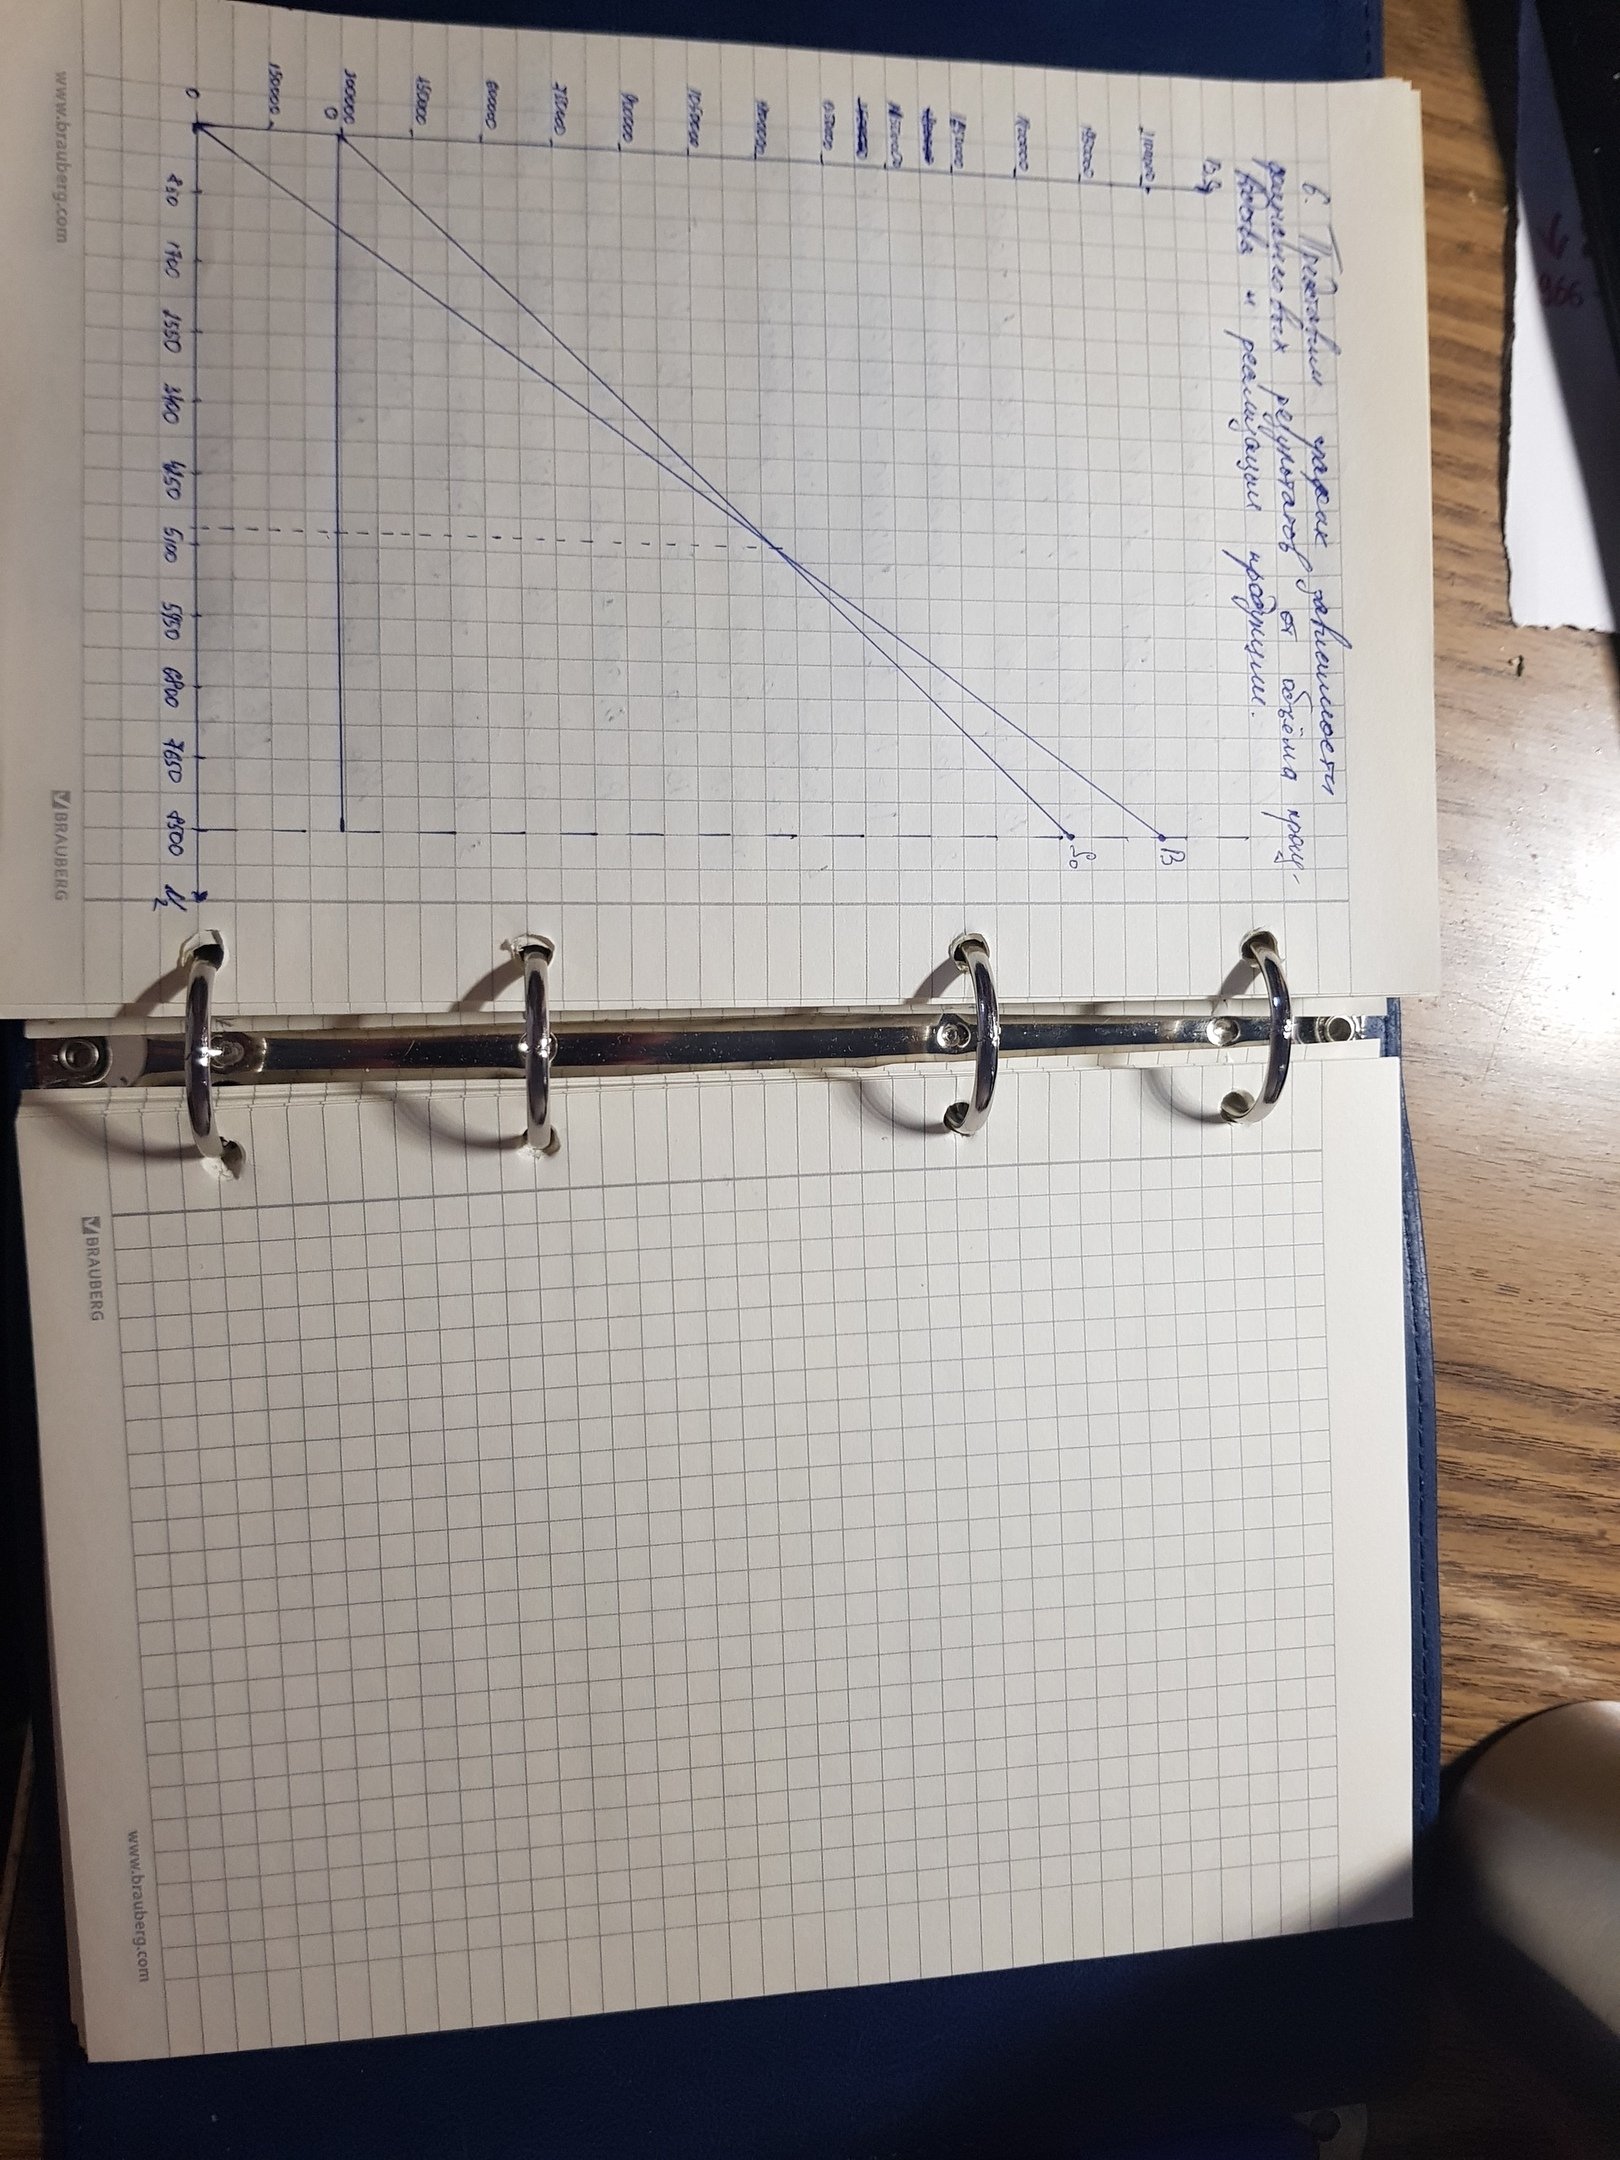 6. Представим график зависимости
финансовых результатов от объёма произ-
водства и реализации продукции.
B.S
2100000
B
1950000
S₀
1800000
1650000
1500000
1350000
1200000
1050000
900000
750000
600000
450000
300000
0
150000
0
850 1700 2550 3400 4250 5100 5950 6800 7650 8500
www.brauberg.com
BRAUBERG
www.brauberg.com
BRAUBERG